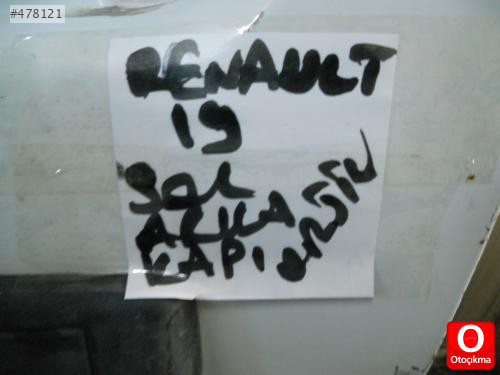 #478121
RENAULT
19
SOL
ARKA
KAPI
Otoçıkma